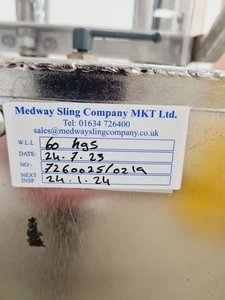 Medway Sling Company MKT Ltd.
Tel: 01634 726400
sales@medwayslingcompany.co.uk
W.L.L 60 kgs
DATE: 24.7.23
NO:- 7260025/021a
NEXT INSP. 24.1.24